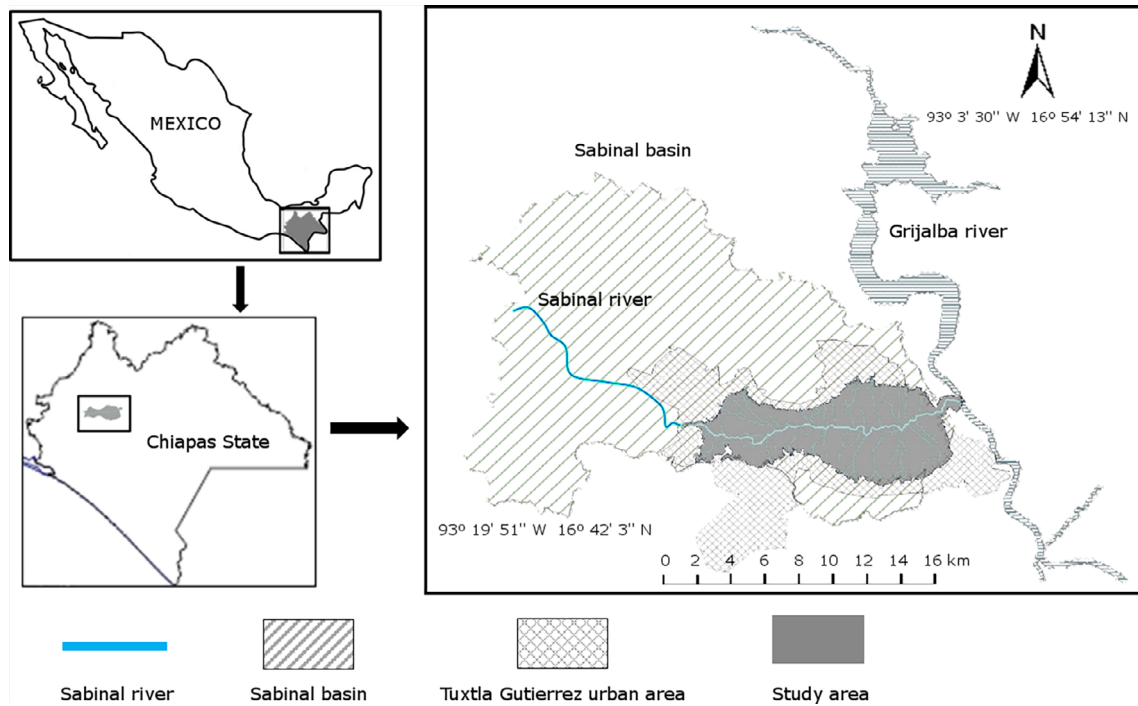 MEXICO
N
93º 3' 30'' W 16º 54' 13'' N
Sabinal basin
Grijalba river
Sabinal river
Chiapas State
93º 19' 51'' W 16º 42' 3'' N
0 2 4 6 8 10 12 14 16 km
Sabinal river
Sabinal basin
Tuxtla Gutierrez urban area
Study area